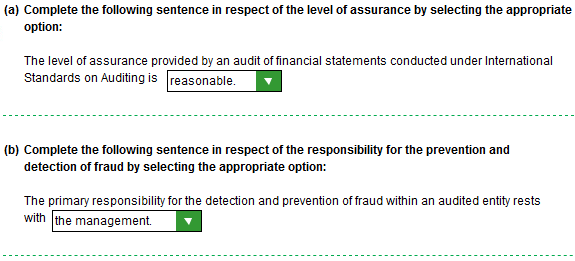 (a) Complete the following sentence in respect of the level of assurance by selecting the appropriate
option:
The level of assurance provided by an audit of financial statements conducted under International
Standards on Auditing is reasonable.
(b) Complete the following sentence in respect of the responsibility for the prevention and
detection of fraud by selecting the appropriate option:
The primary responsibility for the detection and prevention of fraud within an audited entity rests
with the management.